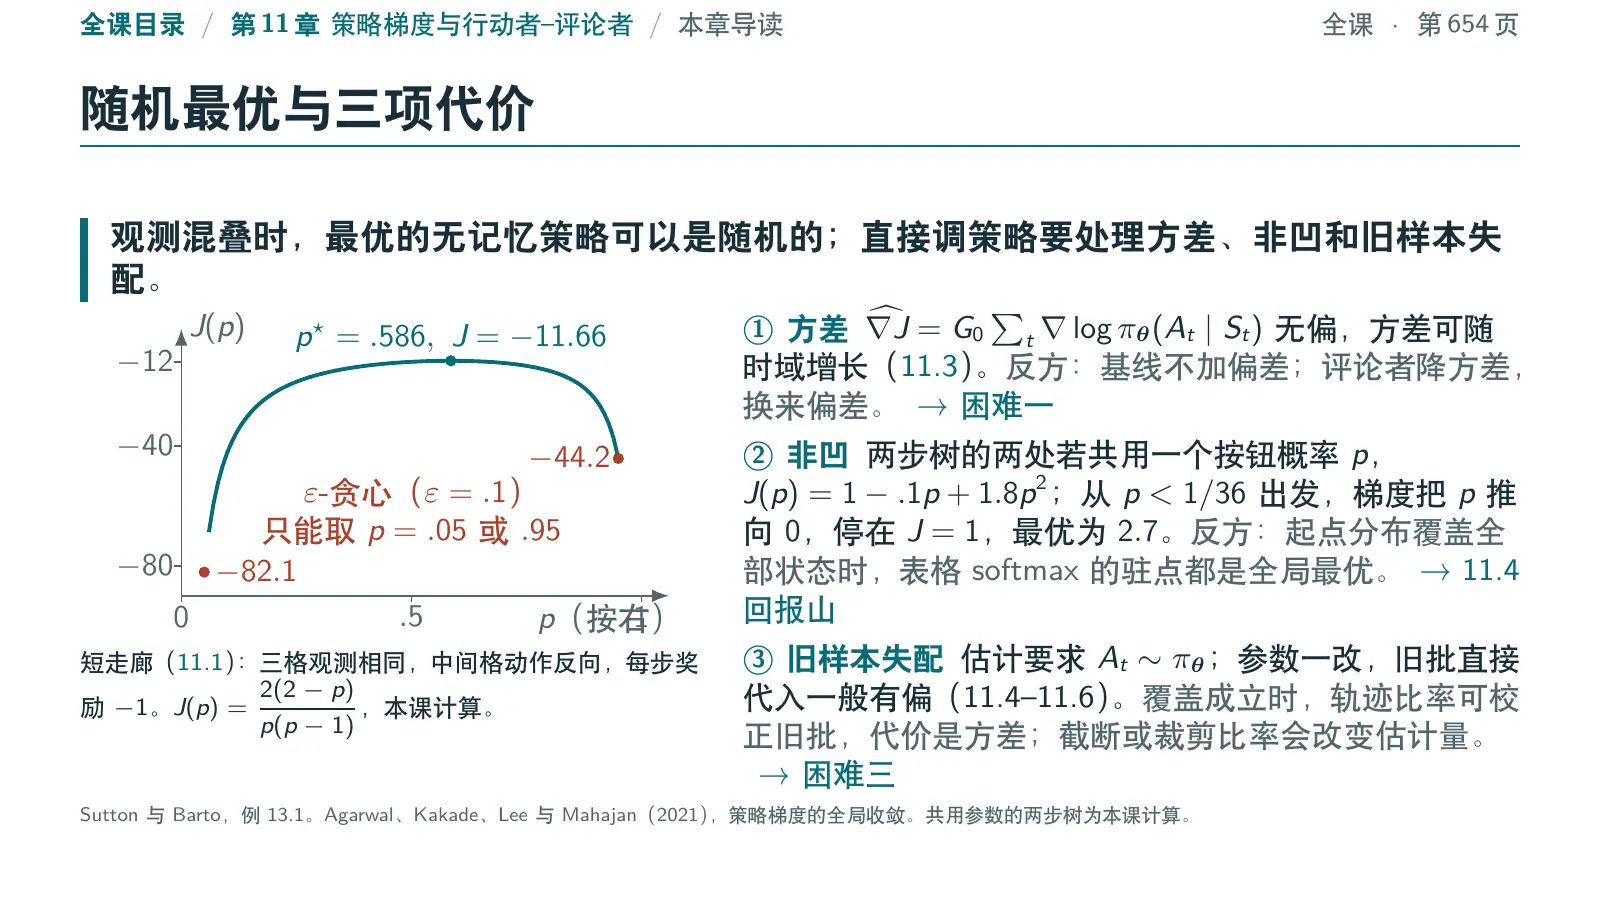 全课目录 / 第 11 章 策略梯度与行动者–评论者 / 本章导读
全课 · 第 654 页
随机最优与三项代价
观测混叠时，最优的无记忆策略可以是随机的；直接调策略要处理方差、非凹和旧样本失
配。
J(p)
p⋆ = .586, J = −11.66
−12
−40
−44.2
ε-贪心（ε = .1）
只能取 p = .05 或 .95
−80
−82.1
0
.5
1
p（按右）
短走廊（11.1）：三格观测相同，中间格动作反向，每步奖
励 −1。J(p) = 2(2 − p) / p(p − 1)，本课计算。
① 方差 ∇̂J = G₀ ∑ₜ ∇ log π_θ(Aₜ | Sₜ) 无偏，方差可随
时域增长（11.3）。反方：基线不加偏差；评论者降方差，
换来偏差。 → 困难一
② 非凹 两步树的两处若共用一个按钮概率 p，
J(p) = 1 − .1p + 1.8p²；从 p < 1/36 出发，梯度把 p 推
向 0，停在 J = 1，最优为 2.7。反方：起点分布覆盖全
部状态时，表格 softmax 的驻点都是全局最优。 → 11.4
回报山
③ 旧样本失配 估计要求 Aₜ ∼ π_θ；参数一改，旧批直接
代入一般有偏（11.4–11.6）。覆盖成立时，轨迹比率可校
正旧批，代价是方差；截断或裁剪比率会改变估计量。
→ 困难三
Sutton 与 Barto，例 13.1。Agarwal、Kakade、Lee 与 Mahajan（2021），策略梯度的全局收敛。共用参数的两步树为本课计算。